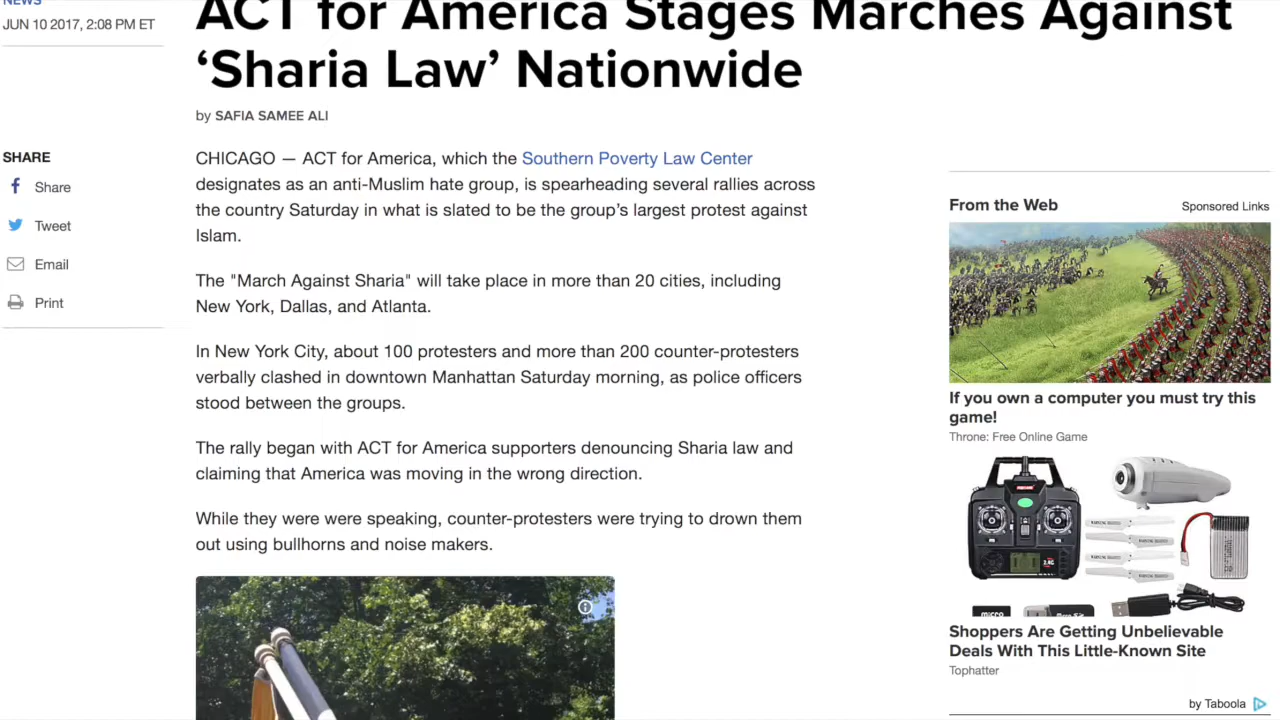 NEWS
JUN 10 2017, 2:08 PM ET
ACT for America Stages Marches Against
‘Sharia Law’ Nationwide
by SAFIA SAMEE ALI
SHARE
Share
Tweet
Email
Print
CHICAGO — ACT for America, which the Southern Poverty Law Center
designates as an anti-Muslim hate group, is spearheading several rallies across
the country Saturday in what is slated to be the group’s largest protest against
Islam.
The "March Against Sharia" will take place in more than 20 cities, including
New York, Dallas, and Atlanta.
In New York City, about 100 protesters and more than 200 counter-protesters
verbally clashed in downtown Manhattan Saturday morning, as police officers
stood between the groups.
The rally began with ACT for America supporters denouncing Sharia law and
claiming that America was moving in the wrong direction.
While they were were speaking, counter-protesters were trying to drown them
out using bullhorns and noise makers.
From the Web
Sponsored Links
If you own a computer you must try this
game!
Throne: Free Online Game
Shoppers Are Getting Unbelievable
Deals With This Little-Known Site
Tophatter
by Taboola